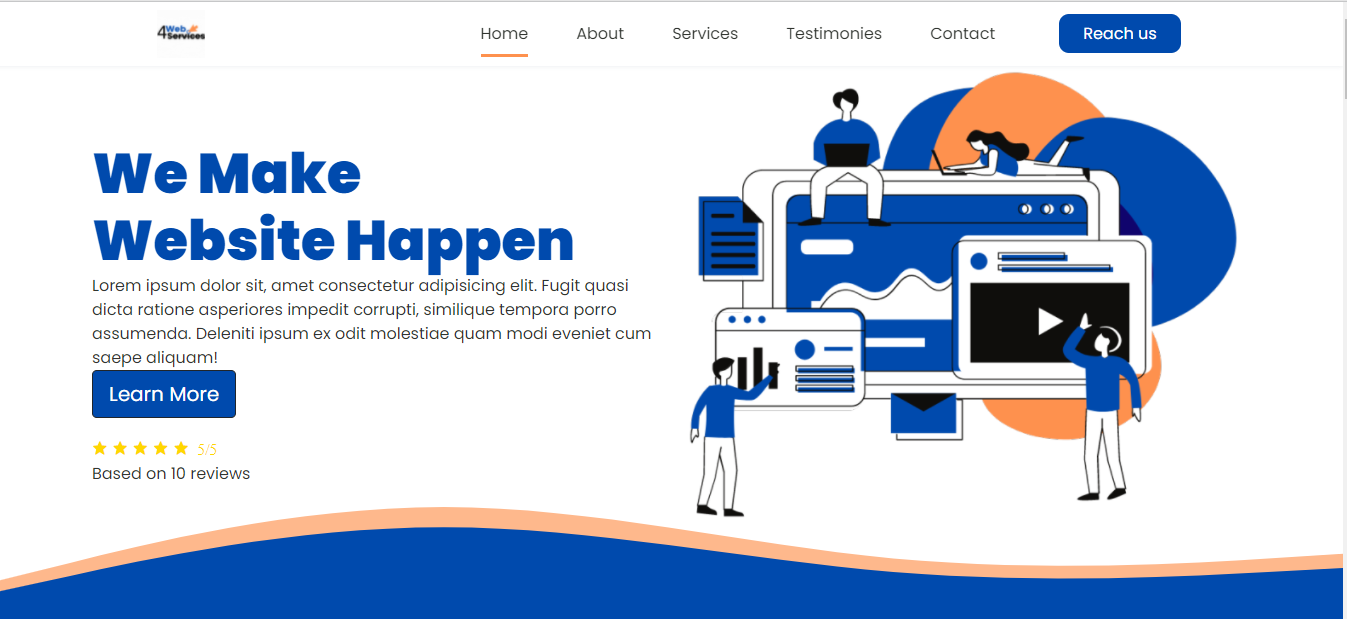 4Web
Services
Home
About
Services
Testimonies
Contact
Reach us
We Make
Website Happen
Lorem ipsum dolor sit, amet consectetur adipisicing elit. Fugit quasi
dicta ratione asperiores impedit corrupti, similique tempora porro
assumenda. Deleniti ipsum ex odit molestiae quam modi eveniet cum
saepe aliquam!
Learn More
5/5
Based on 10 reviews